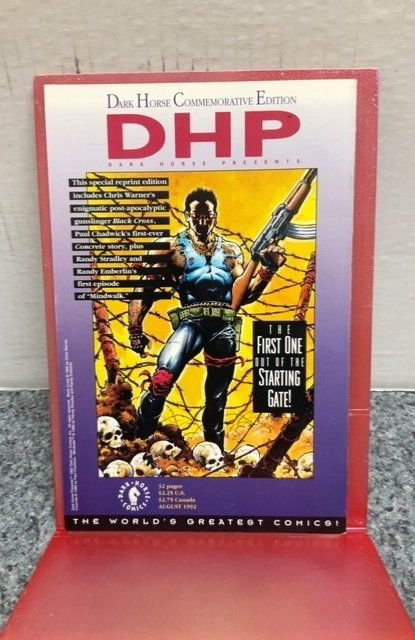 DARK HORSE COMMEMORATIVE EDITION
DHP
DARK HORSE PRESENTS
This special reprint edition
includes Chris Warner's
enigmatic post-apocalyptic
gunslinger Black Cross,
Paul Chadwick's first-ever
Concrete story, plus
Randy Stradley and
Randy Emberlin's
first episode
of "Mindwalk."
THE
FIRST ONE
OUT OF THE
STARTING
GATE!
DARK HORSE
COMICS
32 pages
$2.25 U.S.
$2.75 Canada
AUGUST 1992
THE WORLD'S GREATEST COMICS!